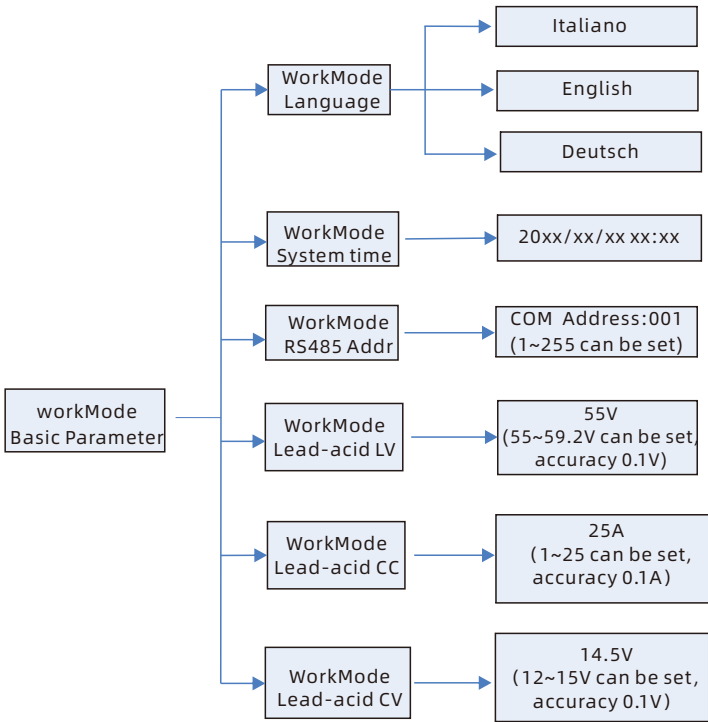 workMode
Basic Parameter
WorkMode
Language
Italiano
English
Deutsch
WorkMode
System time
20xx/xx/xx xx:xx
WorkMode
RS485 Addr
COM Address:001
(1~255 can be set)
WorkMode
Lead-acid LV
55V
(55~59.2V can be set,
accuracy 0.1V)
WorkMode
Lead-acid CC
25A
(1~25 can be set,
accuracy 0.1A)
WorkMode
Lead-acid CV
14.5V
(12~15V can be set,
accuracy 0.1V)